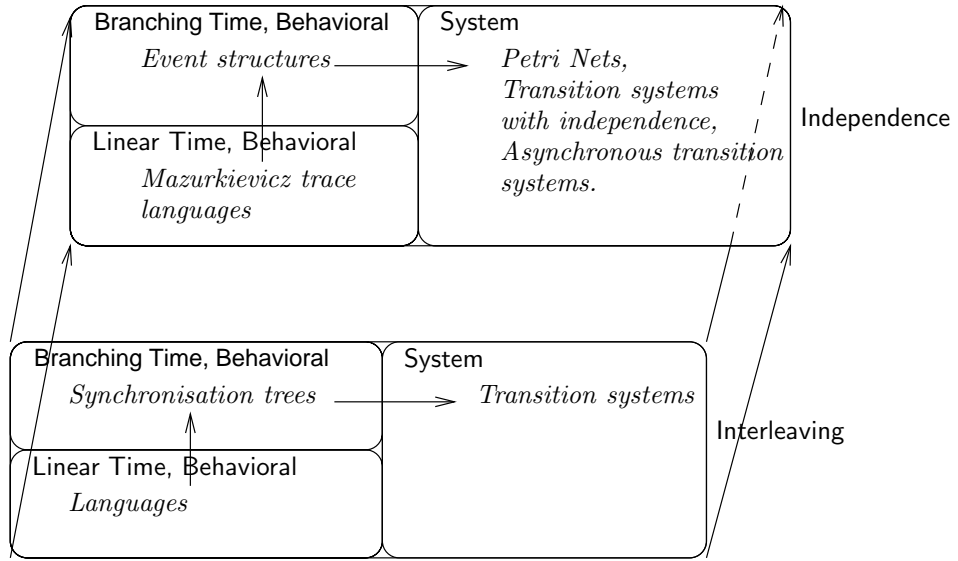 Branching Time, Behavioral
Event structures
Linear Time, Behavioral
Mazurkievicz trace
languages
System
Petri Nets,
Transition systems
with independence,
Asynchronous transition
systems.
Independence
Branching Time, Behavioral
Synchronisation trees
Linear Time, Behavioral
Languages
System
Transition systems
Interleaving